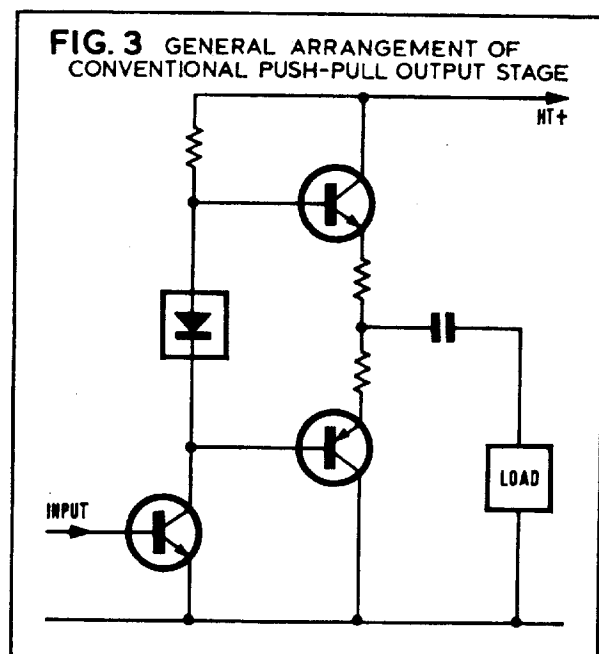 FIG. 3 GENERAL ARRANGEMENT OF
CONVENTIONAL PUSH-PULL OUTPUT STAGE
HT+
LOAD
INPUT